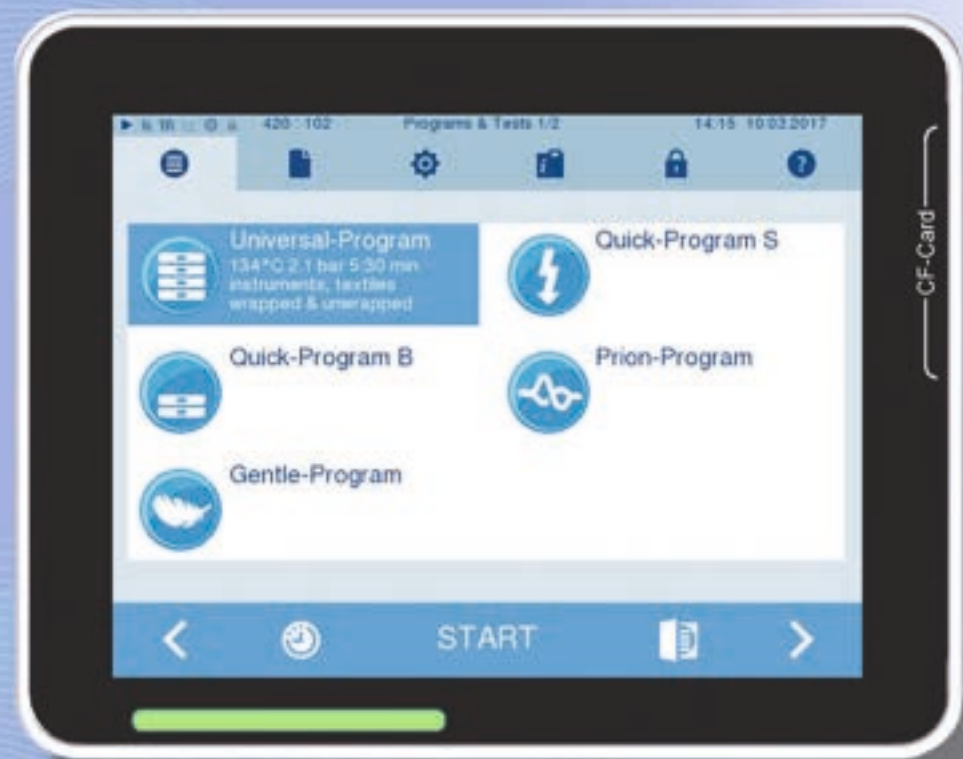 420 : 102 Programs & Tests 1/2 14:15 10.03.2017
Universal-Program
134°C 2.1 bar 5:30 min
instruments, textiles
wrapped & unwrapped
Quick-Program S
Quick-Program B
Prion-Program
Gentle-Program
START
CF-Card